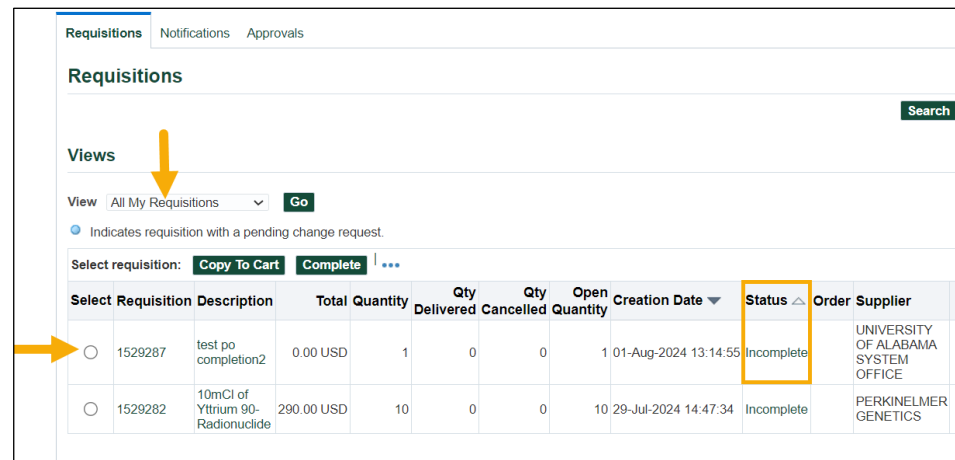 Requisitions Notifications Approvals
Requisitions
Search
Views
View All My Requisitions Go
Indicates requisition with a pending change request.
Select requisition: Copy To Cart Complete
Select Requisition Description Total Quantity Qty Delivered Qty Cancelled Open Quantity Creation Date Status Order Supplier
1529287 test po completion2 0.00 USD 1 0 0 1 01-Aug-2024 13:14:55 Incomplete UNIVERSITY OF ALABAMA SYSTEM OFFICE
1529282 10mCl of Yttrium 90-Radionuclide 290.00 USD 10 0 0 10 29-Jul-2024 14:47:34 Incomplete PERKINELMER GENETICS